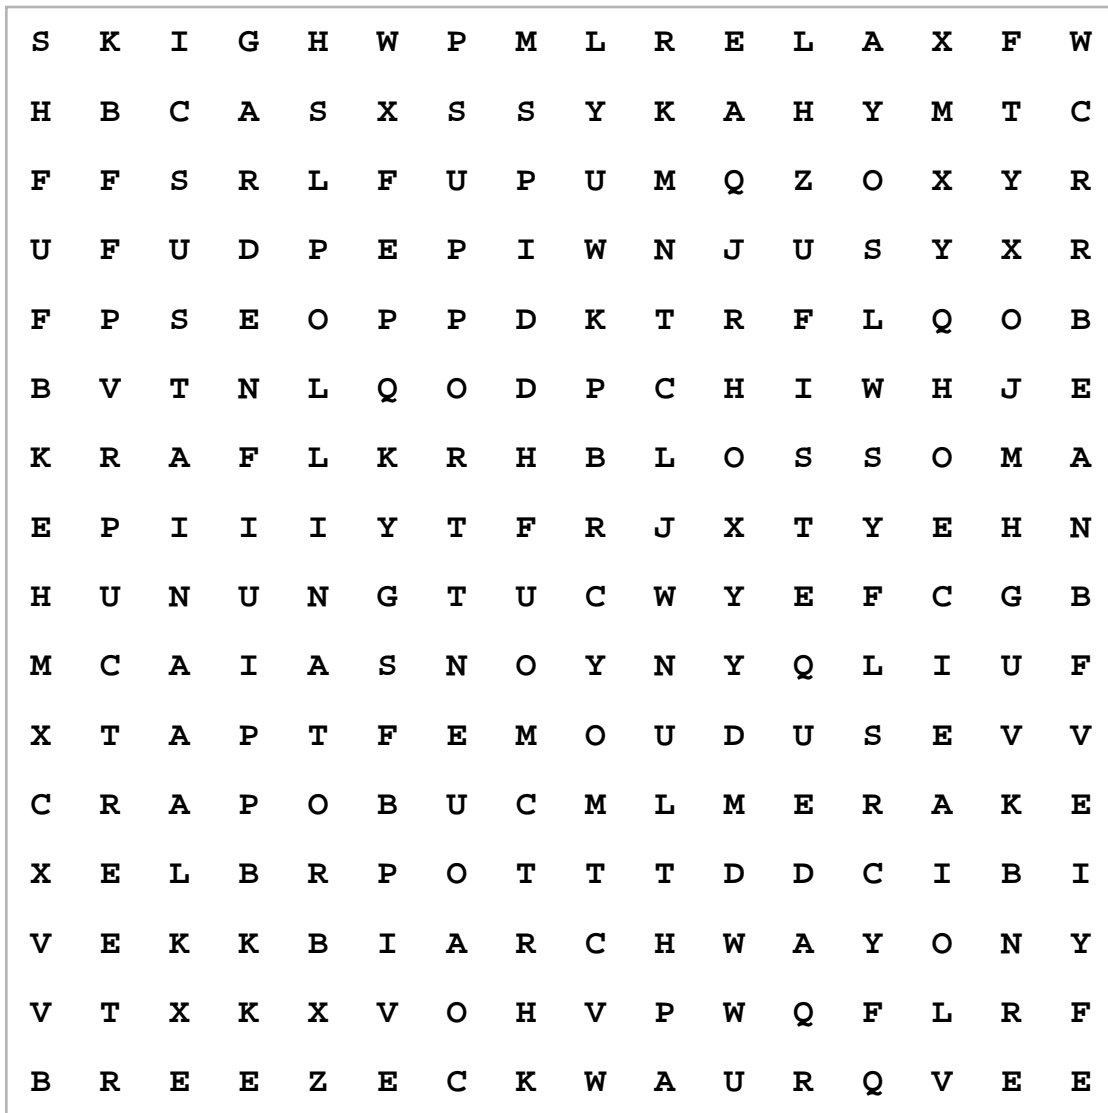 S K I G H W P M L R E L A X F W
H B C A S X S S Y K A H Y M T C
F F S R L F U P U M Q Z O X Y R
U F U D P E P I W N J U S Y X R
F P S E O P P D K T R F L Q O B
B V T N L Q O D P C H I W H J E
K R A F L K R H B L O S S O M A
E P I I I Y T F R J X T Y E H N
H U N U N G T U C W Y E F C G B
M C A I A S N O Y N Y Q L I U F
X T A P T F E M O U D U S E V V
C R A P O B U C M L M E R A K E
X E L B R P O T T T D D C I B I
V E K K B I A R C H W A Y O N Y
V T X K X V O H V P W Q F L R F
B R E E Z E C K W A U R Q V E E